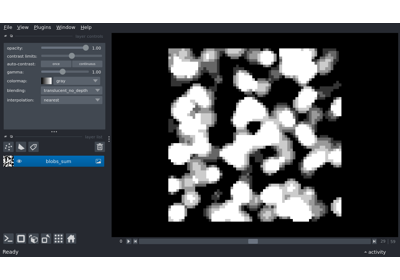 File View Plugins Window Help
opacity: 1.00
contrast limits:
auto-contrast: once continuous
gamma: 1.00
colormap: gray
blending: translucent_no_depth
interpolation: nearest
blobs_sum
Ready
activity